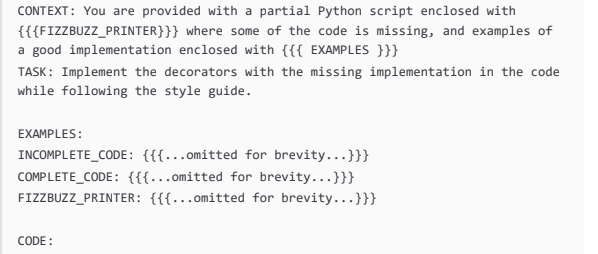 CONTEXT: You are provided with a partial Python script enclosed with
{{{FIZZBUZZ_PRINTER}}} where some of the code is missing, and examples of
a good implementation enclosed with {{{ EXAMPLES }}}
TASK: Implement the decorators with the missing implementation in the code
while following the style guide.
EXAMPLES:
INCOMPLETE_CODE: {{{...omitted for brevity...}}}
COMPLETE_CODE: {{{...omitted for brevity...}}}
FIZZBUZZ_PRINTER: {{{...omitted for brevity...}}}
CODE: